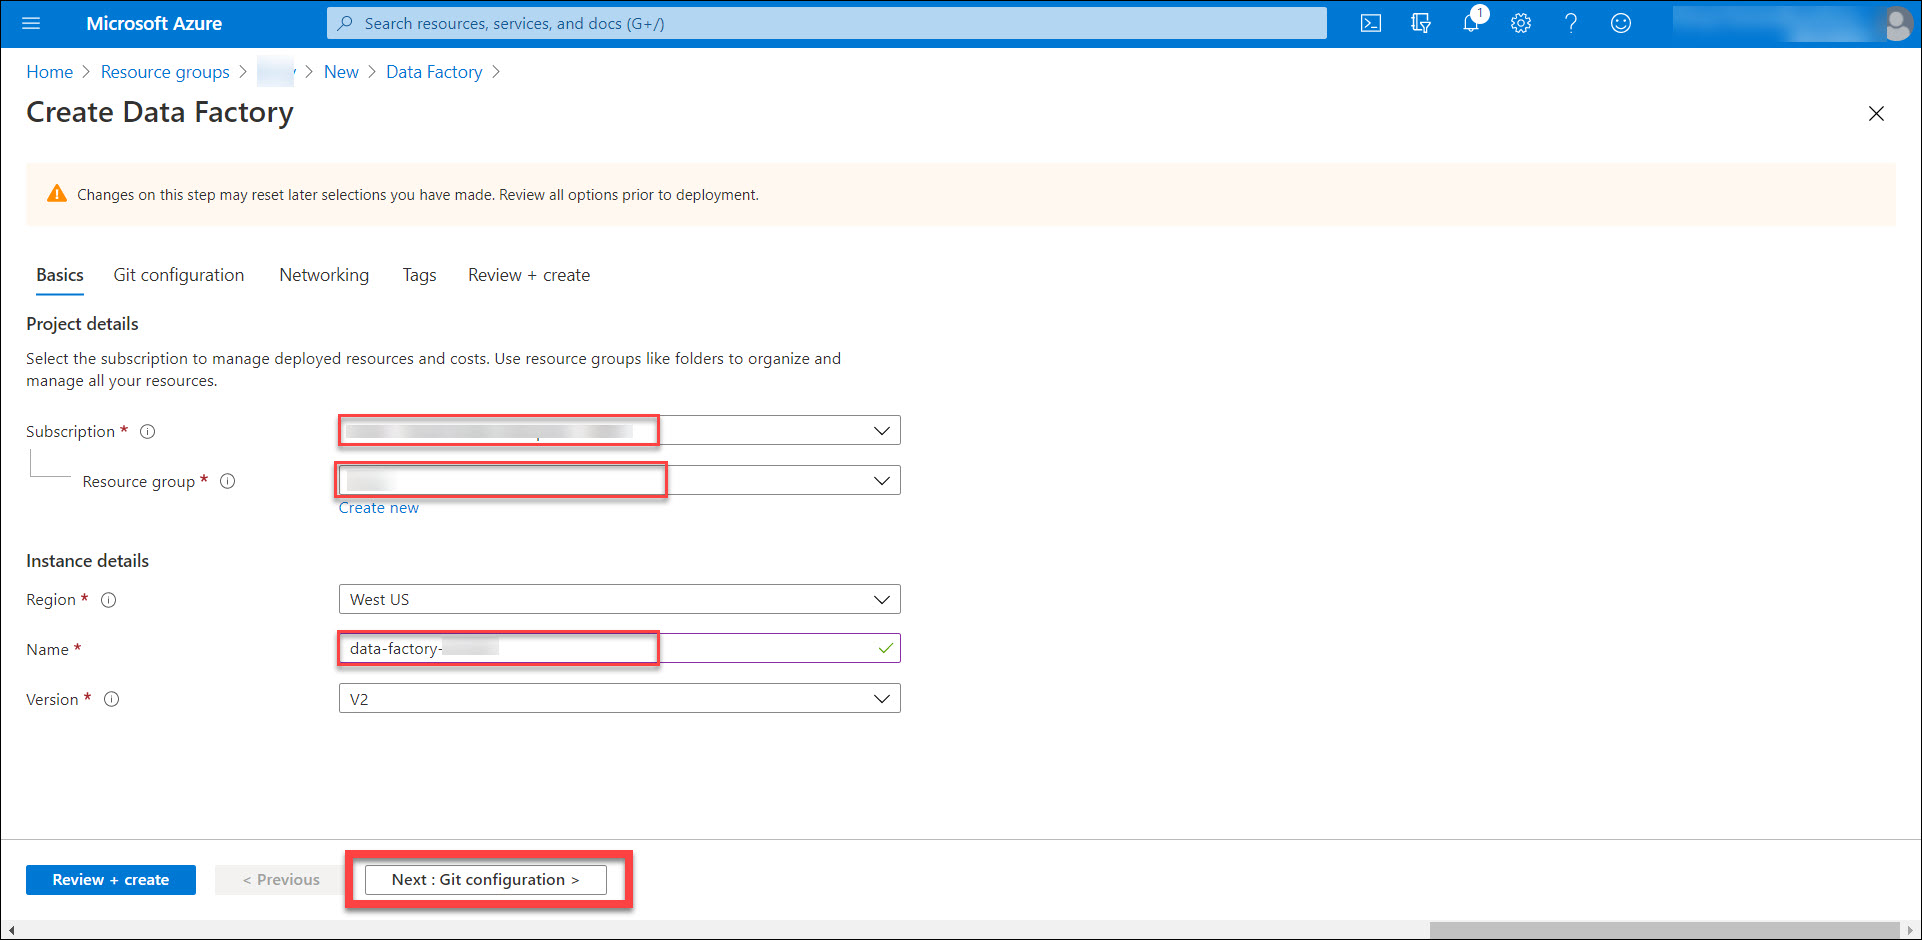 Microsoft Azure
Search resources, services, and docs (G+/)
1
Home > Resource groups > > New > Data Factory >
Create Data Factory
Changes on this step may reset later selections you have made. Review all options prior to deployment.
Basics Git configuration Networking Tags Review + create
Project details
Select the subscription to manage deployed resources and costs. Use resource groups like folders to organize and
manage all your resources.
Subscription *
Resource group *
Create new
Instance details
Region * West US
Name * data-factory-
Version * V2
Review + create < Previous Next : Git configuration >